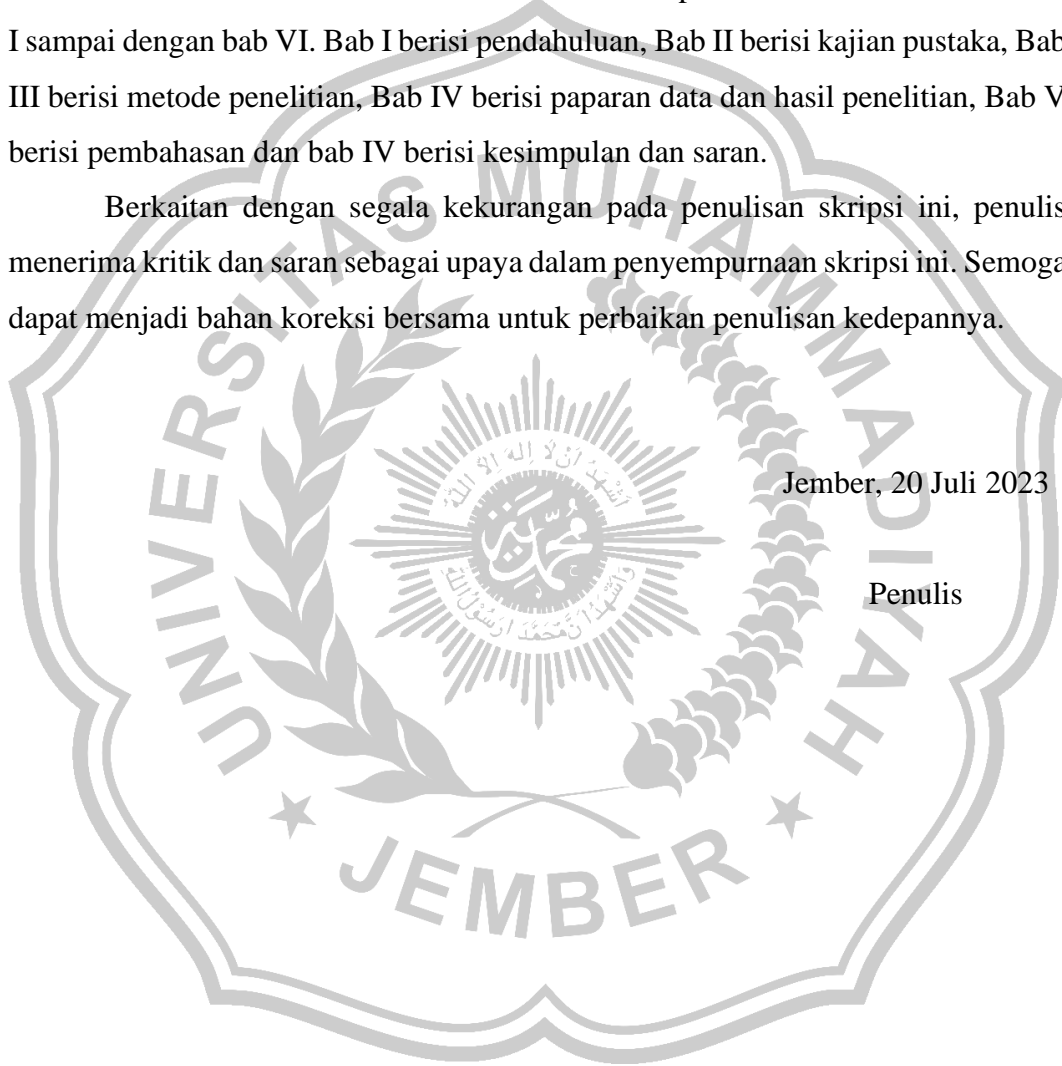 I sampai dengan bab VI. Bab I berisi pendahuluan, Bab II berisi kajian pustaka, Bab
III berisi metode penelitian, Bab IV berisi paparan data dan hasil penelitian, Bab V
berisi pembahasan dan bab IV berisi kesimpulan dan saran.
Berkaitan dengan segala kekurangan pada penulisan skripsi ini, penulis
menerima kritik dan saran sebagai upaya dalam penyempurnaan skripsi ini. Semoga
dapat menjadi bahan koreksi bersama untuk perbaikan penulisan kedepannya.
Jember, 20 Juli 2023
Penulis
UNIVERSITAS MUHAMMADIYAH
JEMBER